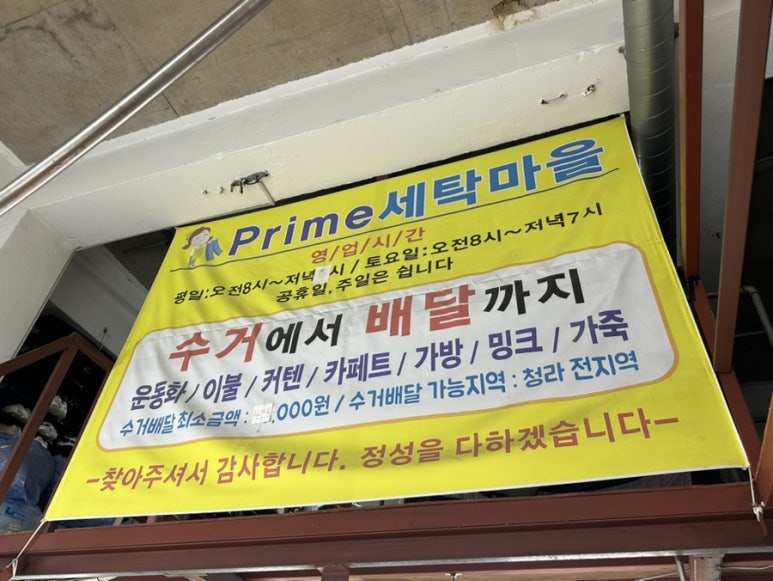 Prime세탁마을
영/업/시/간
평일:오전8시~저녁 시 / 토요일:오전8시~저녁7시
공휴일.주일은 쉽니다
수거에서 배달까지
운동화 / 이불 / 커텐 / 카페트 / 가방 / 밍크 / 가죽
수거배달최소금액 : .000원 / 수거배달 가능지역 : 청라 전지역
-찾아주셔서 감사합니다. 정성을 다하겠습니다-